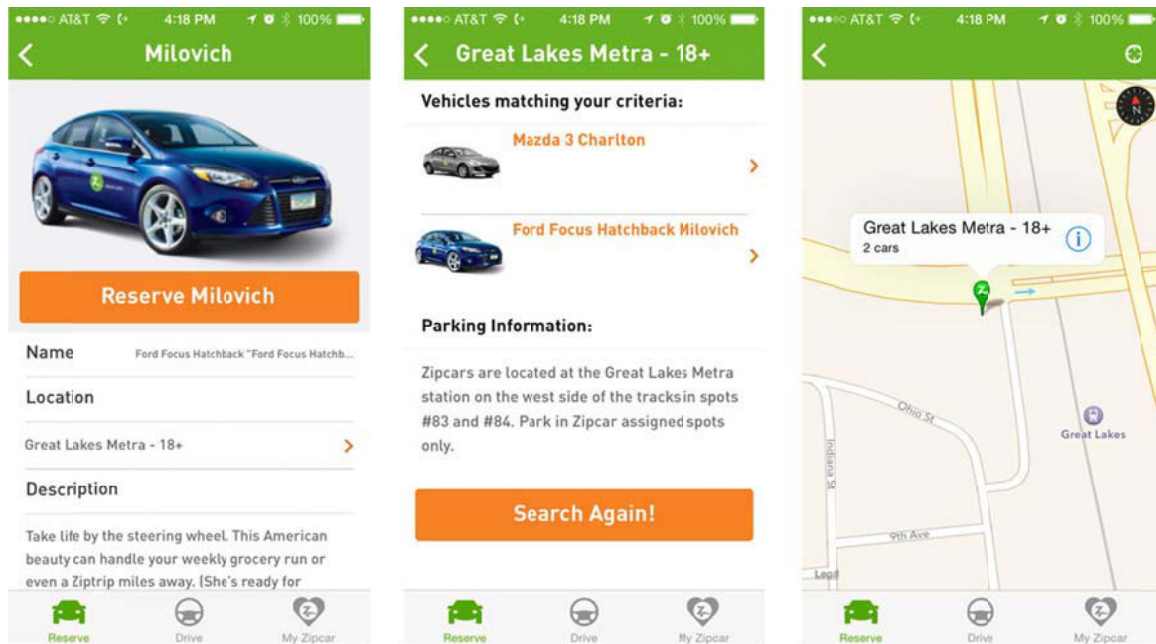 AT&T 4:18 PM 100%
Milovich
Reserve Milovich
Name Ford Focus Hatchback "Ford Focus Hatchb...
Location
Great Lakes Metra - 18+
Description
Take life by the steering wheel. This American
beauty can handle your weekly grocery run or
even a Ziptrip miles away. (She's ready for
Reserve Drive My Zipcar
AT&T 4:18 PM 100%
Great Lakes Metra - 18+
Vehicles matching your criteria:
Mazda 3 Charlton
Ford Focus Hatchback Milovich
Parking Information:
Zipcars are located at the Great Lakes Metra
station on the west side of the tracks in spots
#83 and #84. Park in Zipcar assigned spots
only.
Search Again!
Reserve Drive My Zipcar
AT&T 4:18 PM 100%
N
Great Lakes Metra - 18+
2 cars
Ohio St
Great Lakes
Indiana St
9th Ave
Reserve Drive My Zipcar